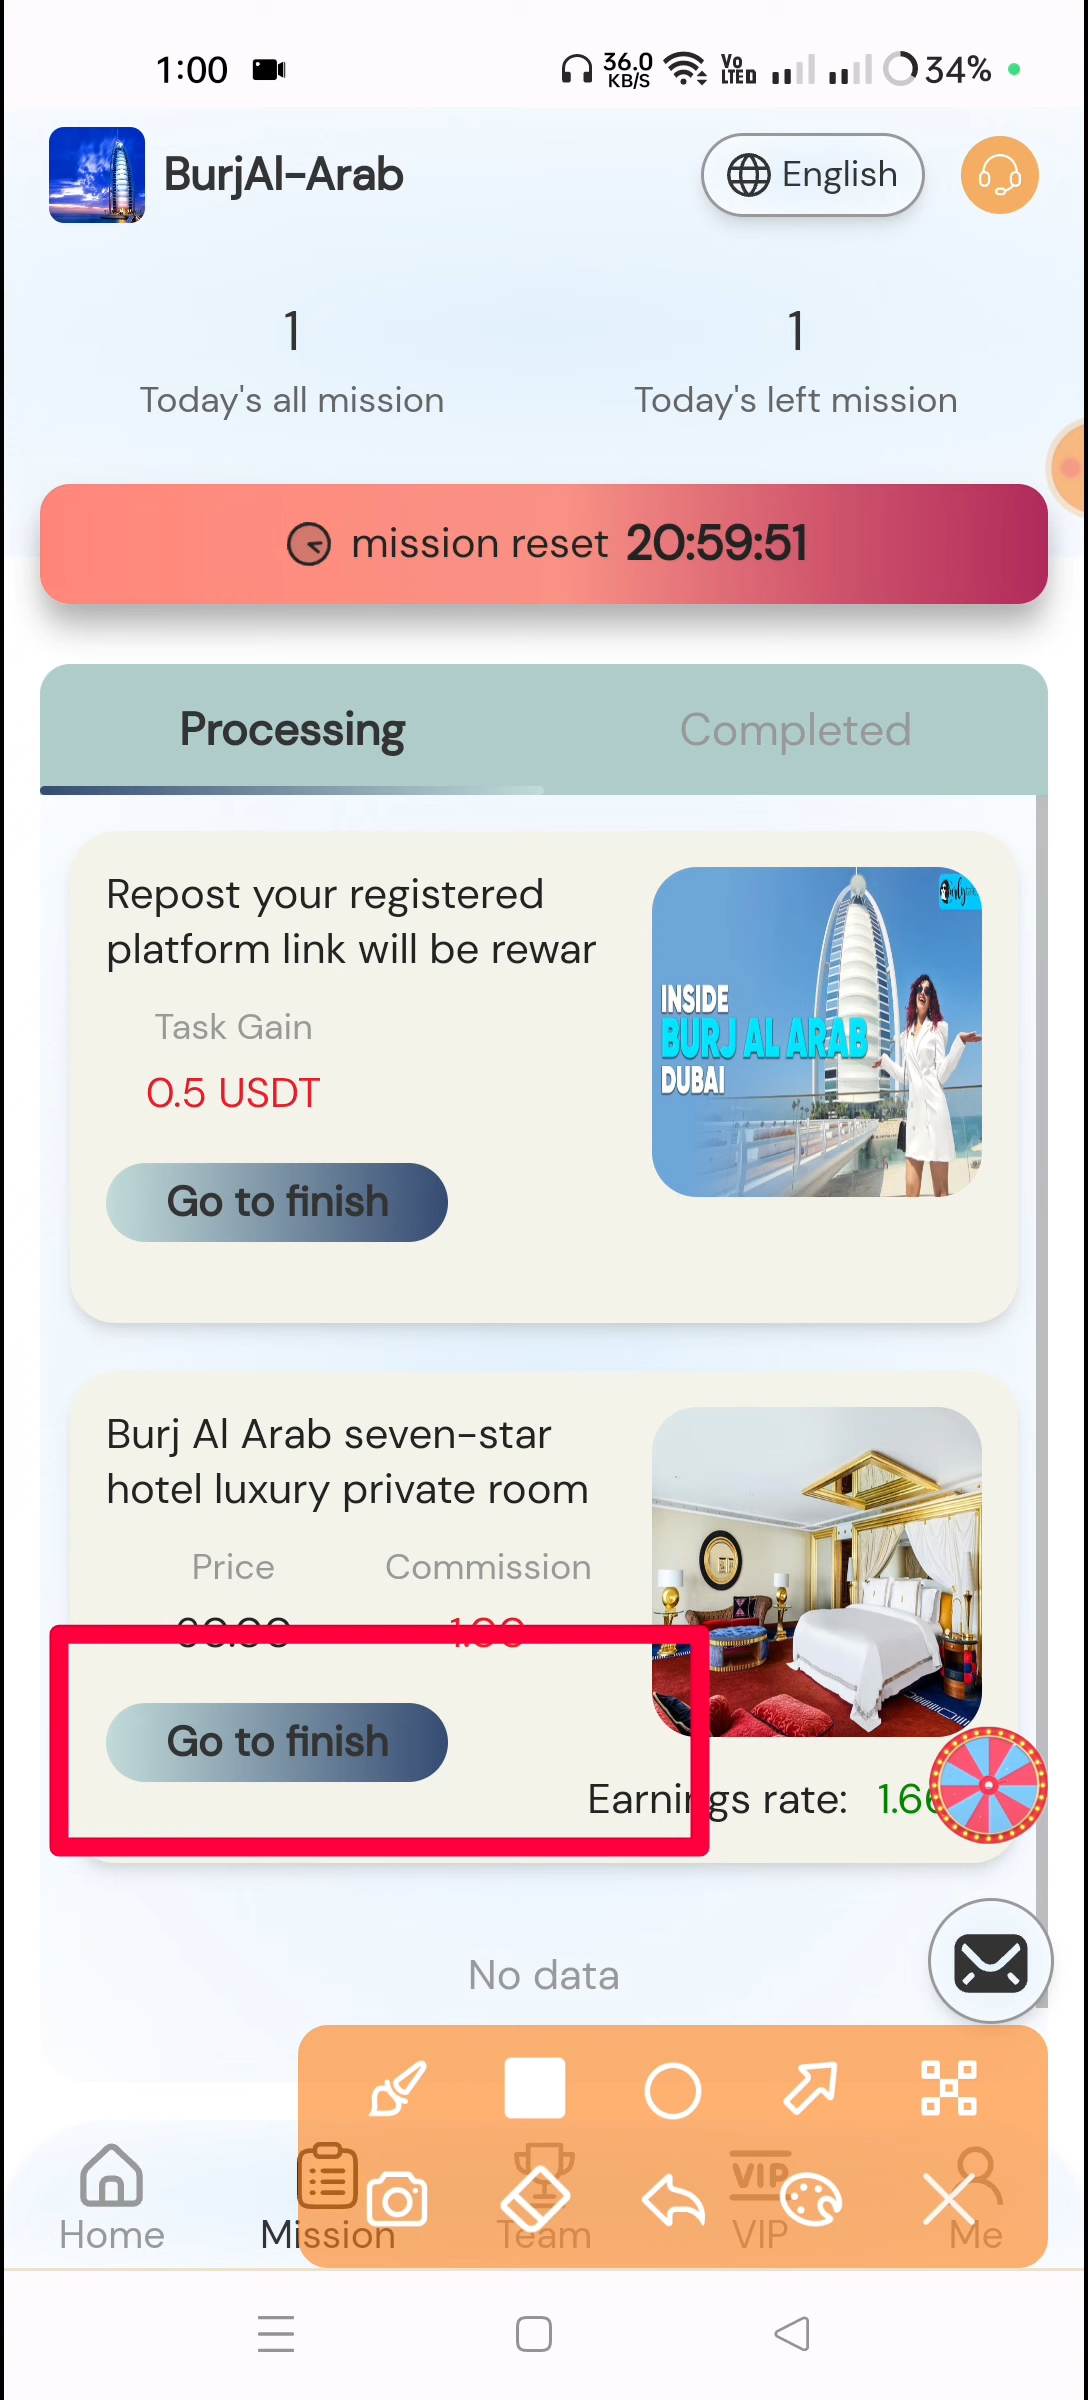 1:00
36.0
KB/S
Vo
LTE
34%
BurjAl-Arab
English
1
1
Today's all mission
Today's left mission
mission reset 20:59:51
Processing
Completed
Repost your registered
platform link will be rewar
Task Gain
0.5 USDT
Go to finish
INSIDE
BURJ AL ARAB
DUBAI
Burj Al Arab seven-star
hotel luxury private room
Price
Commission
1.00
Go to finish
Earnings rate:
No data
Home
Mission
Team
VIP
VIP
Me